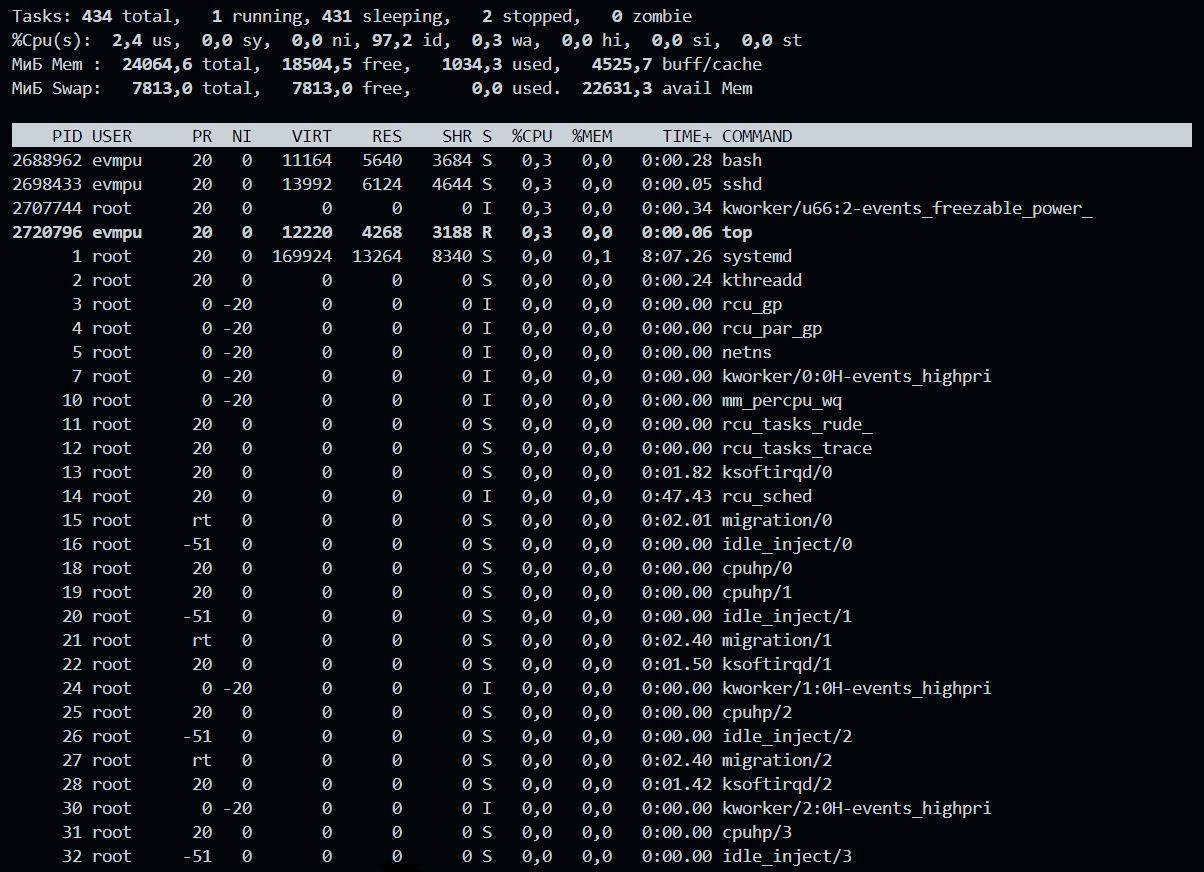 Tasks: 434 total,   1 running, 431 sleeping,   2 stopped,   0 zombie
%Cpu(s):  2,4 us,  0,0 sy,  0,0 ni, 97,2 id,  0,3 wa,  0,0 hi,  0,0 si,  0,0 st
МиБ Mem :  24064,6 total,  18504,5 free,   1034,3 used,   4525,7 buff/cache
МиБ Swap:   7813,0 total,   7813,0 free,      0,0 used.  22631,3 avail Mem
    PID USER      PR  NI    VIRT    RES    SHR S  %CPU  %MEM     TIME+ COMMAND
2688962 evmpu     20   0   11164   5640   3684 S   0,3   0,0   0:00.28 bash
2698433 evmpu     20   0   13992   6124   4644 S   0,3   0,0   0:00.05 sshd
2707744 root      20   0       0      0      0 I   0,3   0,0   0:00.34 kworker/u66:2-events_freezable_power_
2720796 evmpu     20   0   12220   4268   3188 R   0,3   0,0   0:00.06 top
      1 root      20   0  169924  13264   8340 S   0,0   0,1   8:07.26 systemd
      2 root      20   0       0      0      0 S   0,0   0,0   0:00.24 kthreadd
      3 root       0 -20       0      0      0 I   0,0   0,0   0:00.00 rcu_gp
      4 root       0 -20       0      0      0 I   0,0   0,0   0:00.00 rcu_par_gp
      5 root       0 -20       0      0      0 I   0,0   0,0   0:00.00 netns
      7 root       0 -20       0      0      0 I   0,0   0,0   0:00.00 kworker/0:0H-events_highpri
     10 root       0 -20       0      0      0 I   0,0   0,0   0:00.00 mm_percpu_wq
     11 root      20   0       0      0      0 S   0,0   0,0   0:00.00 rcu_tasks_rude_
     12 root      20   0       0      0      0 S   0,0   0,0   0:00.00 rcu_tasks_trace
     13 root      20   0       0      0      0 S   0,0   0,0   0:01.82 ksoftirqd/0
     14 root      20   0       0      0      0 I   0,0   0,0   0:47.43 rcu_sched
     15 root      rt   0       0      0      0 S   0,0   0,0   0:02.01 migration/0
     16 root     -51   0       0      0      0 S   0,0   0,0   0:00.00 idle_inject/0
     18 root      20   0       0      0      0 S   0,0   0,0   0:00.00 cpuhp/0
     19 root      20   0       0      0      0 S   0,0   0,0   0:00.00 cpuhp/1
     20 root     -51   0       0      0      0 S   0,0   0,0   0:00.00 idle_inject/1
     21 root      rt   0       0      0      0 S   0,0   0,0   0:02.40 migration/1
     22 root      20   0       0      0      0 S   0,0   0,0   0:01.50 ksoftirqd/1
     24 root       0 -20       0      0      0 I   0,0   0,0   0:00.00 kworker/1:0H-events_highpri
     25 root      20   0       0      0      0 S   0,0   0,0   0:00.00 cpuhp/2
     26 root     -51   0       0      0      0 S   0,0   0,0   0:00.00 idle_inject/2
     27 root      rt   0       0      0      0 S   0,0   0,0   0:02.40 migration/2
     28 root      20   0       0      0      0 S   0,0   0,0   0:01.42 ksoftirqd/2
     30 root       0 -20       0      0      0 I   0,0   0,0   0:00.00 kworker/2:0H-events_highpri
     31 root      20   0       0      0      0 S   0,0   0,0   0:00.00 cpuhp/3
     32 root     -51   0       0      0      0 S   0,0   0,0   0:00.00 idle_inject/3